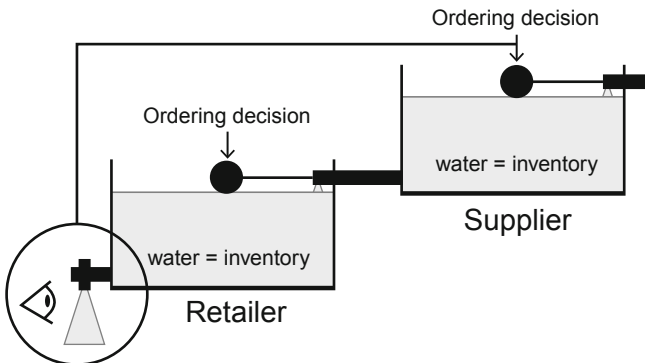 Ordering decision
Ordering decision
water = inventory
Supplier
water = inventory
Retailer